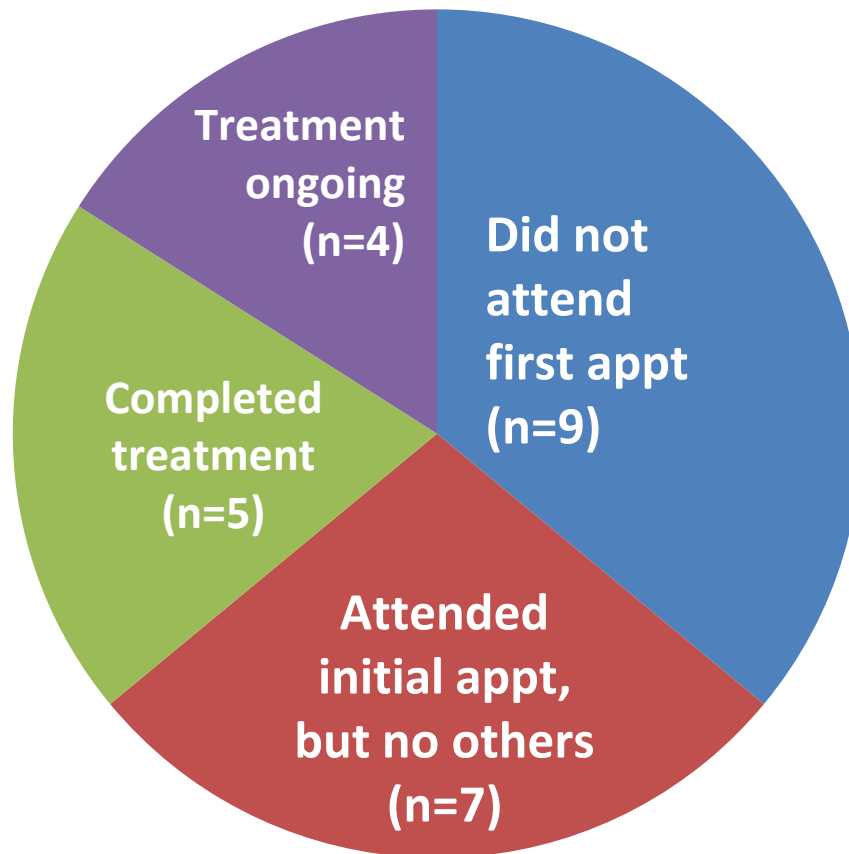 Treatment
ongoing
(n=4)
Did not
attend
first appt
(n=9)
Completed
treatment
(n=5)
Attended
initial appt,
but no others
(n=7)